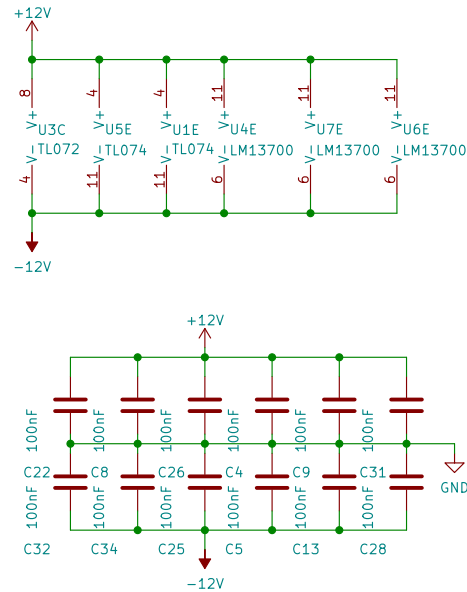 +12V
8 4 4 11 11 11
V+ V+ V+ V+ V+ V+
U3C U5E U1E U4E U7E U6E
TL072 TL074 TL074 LM13700 LM13700 LM13700
V- V- V- V- V- V-
4 11 11 6 6 6
-12V
+12V
100nF 100nF 100nF 100nF 100nF 100nF
C22 C8 C26 C4 C9 C31
GND
100nF 100nF 100nF 100nF 100nF 100nF
C32 C34 C25 C5 C13 C28
-12V